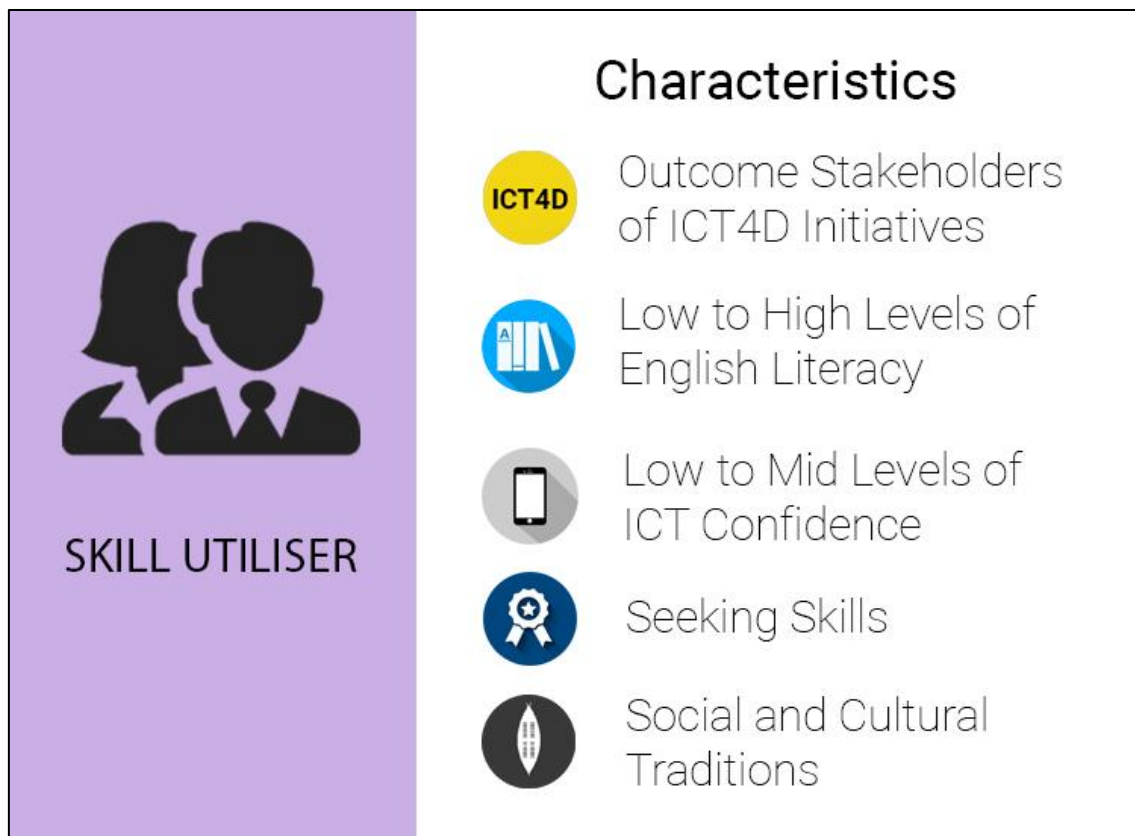 SKILL UTILISER
Characteristics
ICT4D
Outcome Stakeholders
of ICT4D Initiatives
A
Low to High Levels of
English Literacy
Low to Mid Levels of
ICT Confidence
Seeking Skills
Social and Cultural
Traditions